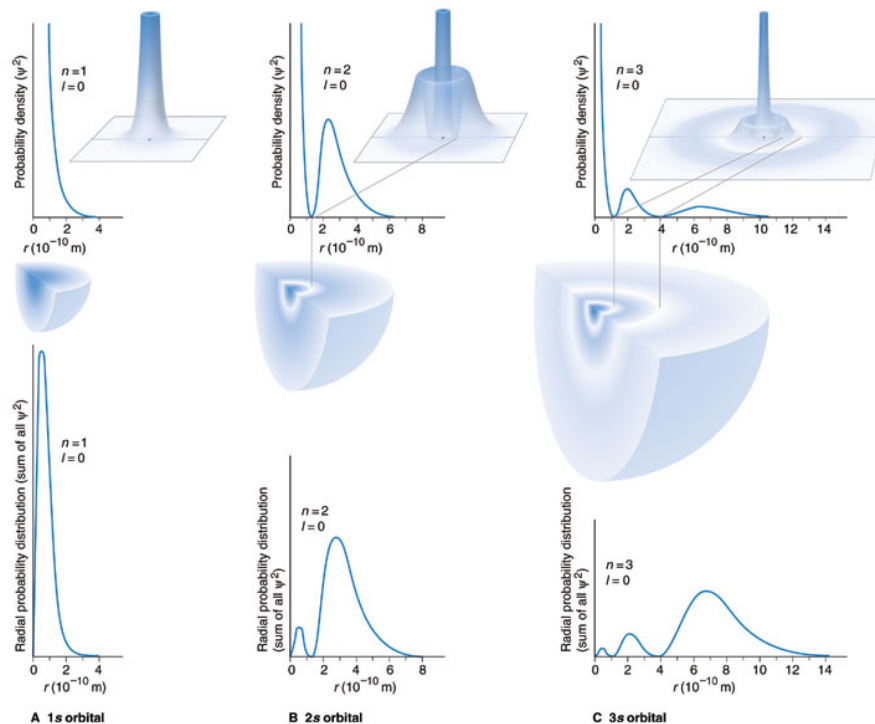 Probability density (ψ²)
n = 1
l = 0
0 2 4
r (10⁻¹⁰ m)
Probability density (ψ²)
n = 2
l = 0
0 2 4 6 8
r (10⁻¹⁰ m)
Probability density (ψ²)
n = 3
l = 0
0 2 4 6 8 10 12 14
r (10⁻¹⁰ m)
Radial probability distribution (sum of all ψ²)
n = 1
l = 0
0 2 4
r (10⁻¹⁰ m)
Radial probability distribution
(sum of all ψ²)
n = 2
l = 0
0 2 4 6 8
r (10⁻¹⁰ m)
Radial probability distribution
(sum of all ψ²)
n = 3
l = 0
0 2 4 6 8 10 12 14
r (10⁻¹⁰ m)
A 1s orbital
B 2s orbital
C 3s orbital